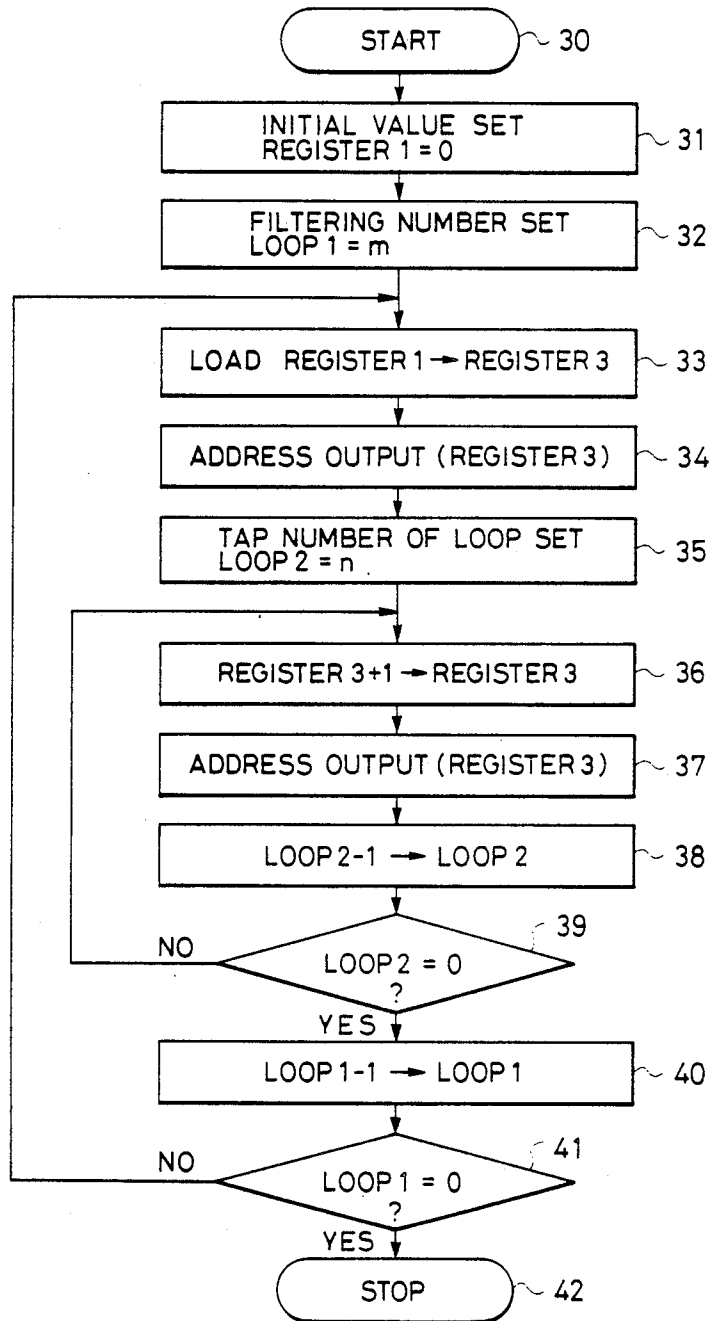 START 30
INITIAL VALUE SET
REGISTER 1 = 0
31
FILTERING NUMBER SET
LOOP 1 = m
32
LOAD REGISTER 1 → REGISTER 3 33
ADDRESS OUTPUT (REGISTER 3) 34
TAP NUMBER OF LOOP SET
LOOP 2 = n
35
REGISTER 3+1 → REGISTER 3 36
ADDRESS OUTPUT (REGISTER 3) 37
LOOP 2-1 → LOOP 2 38
39
NO
LOOP 2 = 0
?
YES
LOOP 1-1 → LOOP 1 40
41
NO
LOOP 1 = 0
?
YES
STOP 42